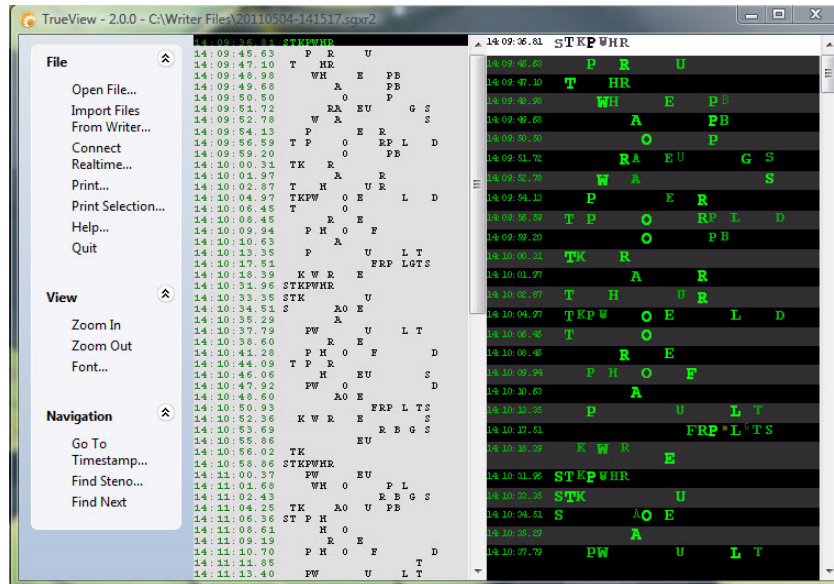 TrueView - 2.0.0 - C:\Writer Files\20110504-141517.sgxr2
File
Open File...
Import Files
From Writer...
Connect
Realtime...
Print...
Print Selection...
Help...
Quit
View
Zoom In
Zoom Out
Font...
Navigation
Go To
Timestamp...
Find Steno...
Find Next
14:09:36.81 STKPWHR
14:09:45.63 P R U
14:09:47.10 T HR
14:09:48.98 WH E PB
14:09:49.68 A PB
14:09:50.50 O P
14:09:51.72 RA EU G S
14:09:52.78 W A S
14:09:54.13 P E R
14:09:56.59 T P O RP L D
14:09:59.20 O PB
14:10:00.31 TK R
14:10:01.97 A R
14:10:02.87 T H U R
14:10:04.97 TKPW O E L D
14:10:06.45 T O
14:10:08.45 R E
14:10:09.94 P H O F
14:10:10.63 A
14:10:13.35 P U L T
14:10:17.51 FRP LGTS
14:10:18.39 K W R E
14:10:31.96 STKPWHR
14:10:33.35 STK U
14:10:34.51 S AO E
14:10:35.29 A
14:10:37.79 PW U L T
14:10:38.60 R E
14:10:41.28 P H O F D
14:10:44.09 T P R
14:10:46.06 H EU S
14:10:47.92 PW O D
14:10:48.60 AO E
14:10:50.93 FRP L TS
14:10:52.36 K W R E S
14:10:53.69 R B G S
14:10:55.86 EU
14:10:56.02 TK
14:10:58.86 STKPWHR
14:11:00.37 PW EU
14:11:01.68 WH O P L
14:11:02.43 R B G S
14:11:04.25 TK AO U PB
14:11:06.36 ST P H
14:11:08.61 H O
14:11:09.19 R E
14:11:10.70 P H O F D
14:11:11.85 T
14:11:13.40 PW U L T
14:09:36.81 STKPWHR
14:09:45.63 P R U
14:09:47.10 T HR
14:09:48.98 WH E PB
14:09:49.68 A PB
14:09:50.50 O P
14:09:51.72 RA EU G S
14:09:52.78 W A S
14:09:54.13 P E R
14:09:56.59 T P O RP L D
14:09:59.20 O PB
14:10:00.31 TK R
14:10:01.97 A R
14:10:02.87 T H U R
14:10:04.97 TKPW O E L D
14:10:06.45 T O
14:10:08.45 R E
14:10:09.94 P H O F
14:10:10.63 A
14:10:13.35 P U L T
14:10:17.51 FRPBLGTS
14:10:18.39 K W R E
14:10:31.96 STKPWHR
14:10:33.35 STK U
14:10:34.51 S AO E
14:10:35.29 A
14:10:37.79 PW U L T